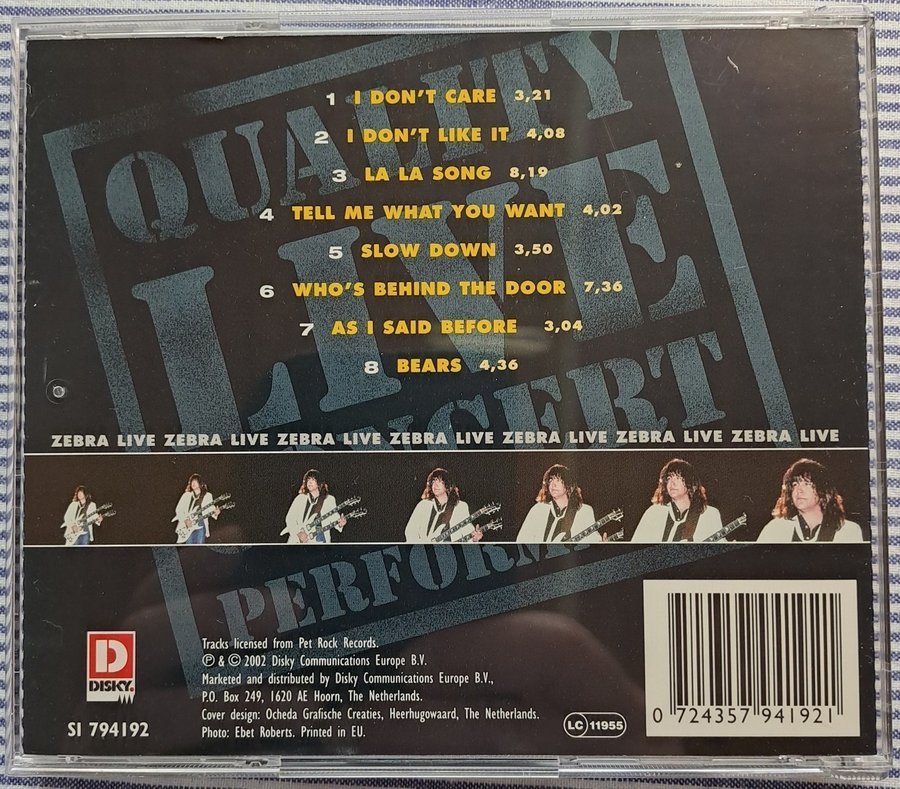 QUALITY
LIVE
CONCERT
PERFORM
1 I DON'T CARE 3,21
2 I DON'T LIKE IT 4,08
3 LA LA SONG 8,19
4 TELL ME WHAT YOU WANT 4,02
5 SLOW DOWN 3,50
6 WHO'S BEHIND THE DOOR 7,36
7 AS I SAID BEFORE 3,04
8 BEARS 4,36
ZEBRA LIVE ZEBRA LIVE ZEBRA LIVE ZEBRA LIVE ZEBRA LIVE ZEBRA LIVE ZEBRA LIVE
D
DISKY.
SI 794192
Tracks licensed from Pet Rock Records.
℗ & © 2002 Disky Communications Europe B.V.
Marketed and distributed by Disky Communications Europe B.V.,
P.O. Box 249, 1620 AE Hoorn, The Netherlands.
Cover design: Ocheda Grafische Creaties, Heerhugowaard, The Netherlands.
Photo: Ebet Roberts. Printed in EU.
LC 11955
0 724357 941921